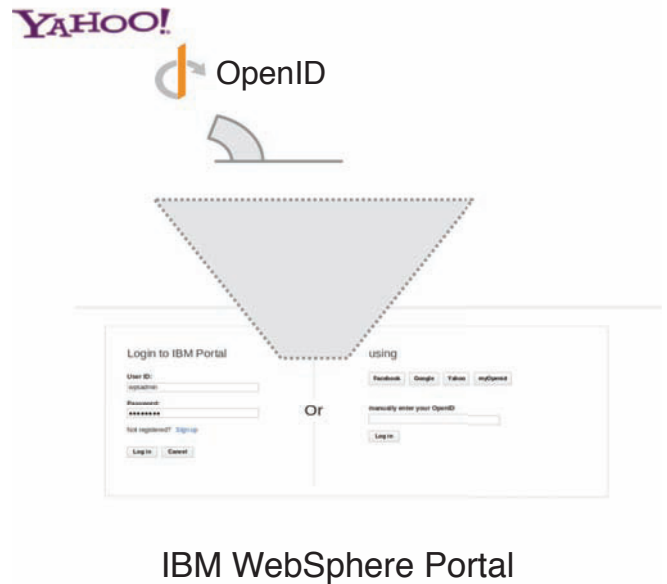 YAHOO!
OpenID
Login to IBM Portal
User ID:
wpsadmin
Password:
Not registered? Sign up
Log in Cancel
Or
using
Facebook Google Yahoo myOpenid
manually enter your OpenID
Log in
IBM WebSphere Portal